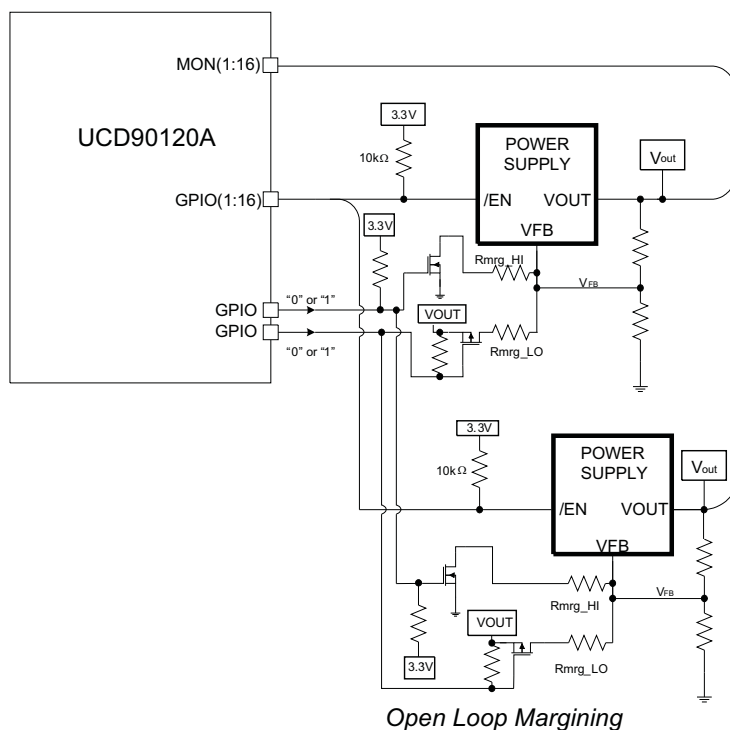 MON(1:16)
UCD90120A
3.3V
10kΩ
POWER
SUPPLY
Vout
GPIO(1:16)
/EN
VOUT
3.3V
VFB
Rmrg_HI
VFB
GPIO
"0" or "1"
VOUT
GPIO
"0" or "1"
Rmrg_LO
3.3V
10kΩ
POWER
SUPPLY
Vout
/EN
VOUT
VFB
Rmrg_HI
VFB
VOUT
3.3V
Rmrg_LO
Open Loop Margining